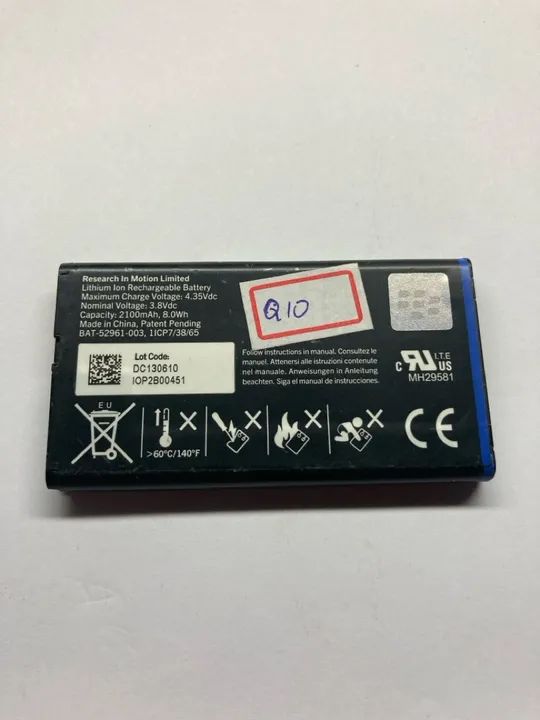 Research In Motion Limited
Lithium Ion Rechargeable Battery
Maximum Charge Voltage: 4.35Vdc
Nominal Voltage: 3.8Vdc
Capacity: 2100mAh, 8.0Wh
Made in China, Patent Pending
BAT-52961-003, 1ICP7/38/65
Q10
Lot Code:
DC130610
IOP2B00451
Follow instructions in manual. Consultez le
manuel. Attenersi alle istruzioni contenute
nel manuale. Anweisungen in Anleitung
beachten. Siga el manual de instrucciones.
C RU US I.T.E
MH29581
EU
>60°C/140°F
CE